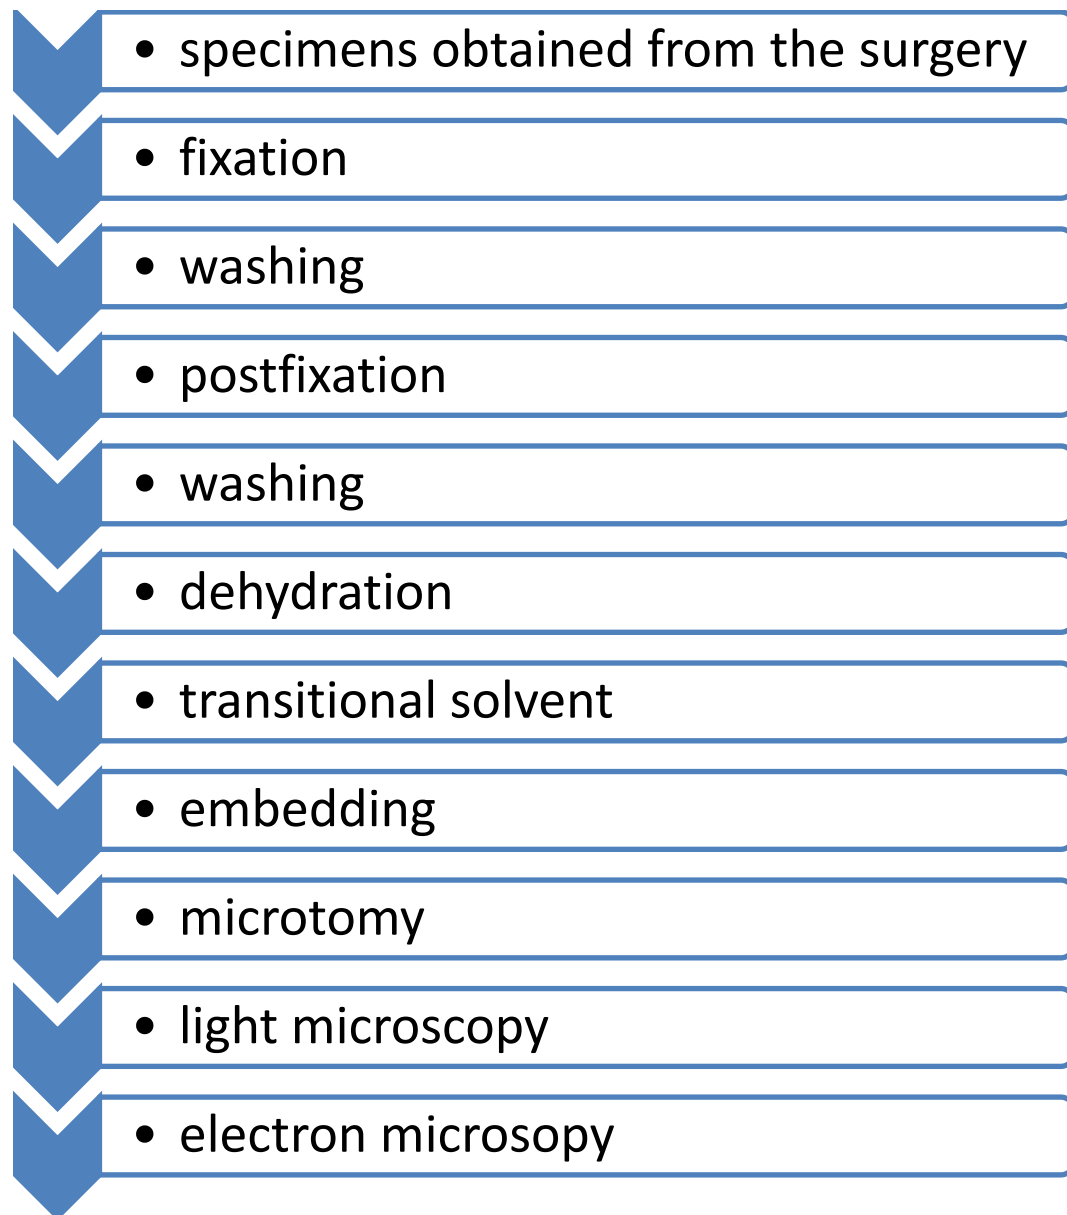 • specimens obtained from the surgery
• fixation
• washing
• postfixation
• washing
• dehydration
• transitional solvent
• embedding
• microtomy
• light microscopy
• electron microsopy